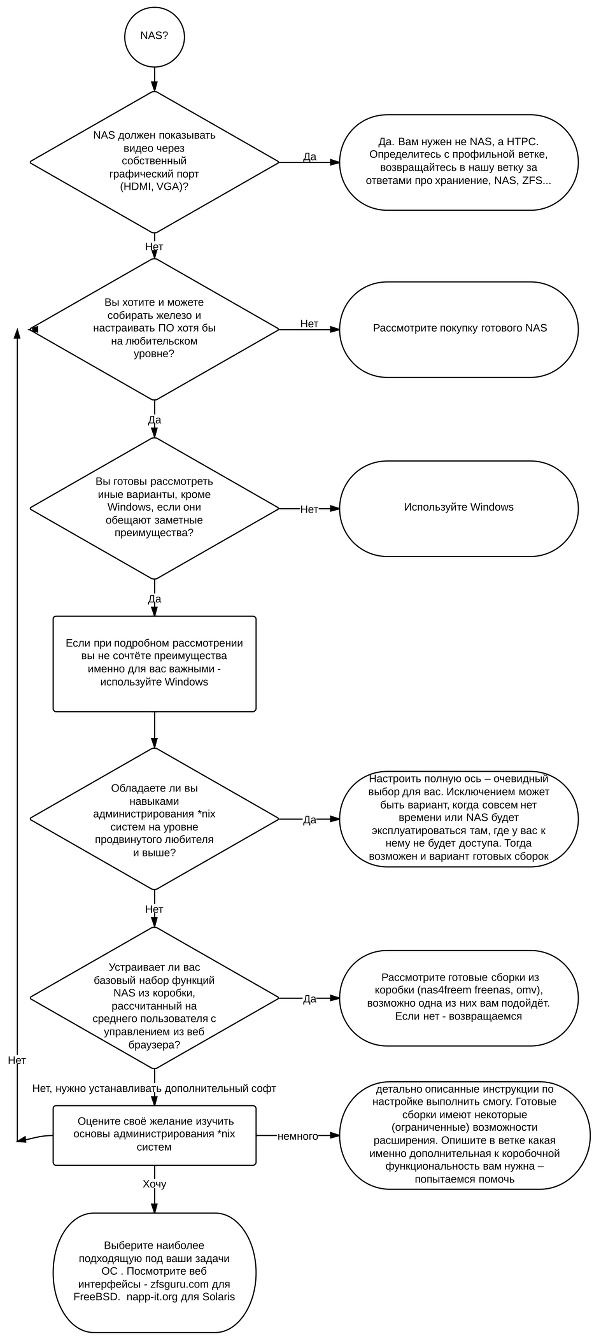 NAS?
NAS должен показывать
видео через
собственный
графический порт
(HDMI, VGA)?
Да
Да. Вам нужен не NAS, а HTPC.
Определитесь с профильной ветке,
возвращайтесь в нашу ветку за
ответами про храниение, NAS, ZFS...
Нет
Вы хотите и можете
собирать железо и
настраивать ПО хотя бы
на любительском
уровне?
Нет
Рассмотрите покупку готового NAS
Да
Вы готовы рассмотреть
иные варианты, кроме
Windows, если они
обещают заметные
преимущества?
Нет
Используйте Windows
Да
Если при подробном рассмотрении
вы не сочтёте преимущества
именно для вас важными -
используйте Windows
Обладаете ли вы
навыками
администрирования *nix
систем на уровне
продвинутого любителя
и выше?
Да
Настроить полную ось – очевидный
выбор для вас. Исключением может
быть вариант, когда совсем нет
времени или NAS будет
эксплуатироваться там, где у вас к
нему не будет доступа. Тогда
возможен и вариант готовых сборок
Нет
Устраивает ли вас
базовый набор функций
NAS из коробки,
рассчитанный на
среднего пользователя с
управлением из веб
браузера?
Да
Рассмотрите готовые сборки из
коробки (nas4freem freenas, omv),
возможно одна из них вам подойдёт.
Если нет - возвращаемся
Нет
Нет, нужно устанавливать дополнительный софт
Оцените своё желание изучить
основы администрирования *nix
систем
немного
детально описанные инструкции по
настройке выполнить смогу. Готовые
сборки имеют некоторые
(ограниченные) возможности
расширения. Опишите в ветке какая
именно дополнительная к коробочной
функциональность вам нужна –
попытаемся помочь
Хочу
Выберите наиболее
подходящую под ваши задачи
ОС . Посмотрите веб
интерфейсы - zfsguru.com для
FreeBSD. napp-it.org для Solaris